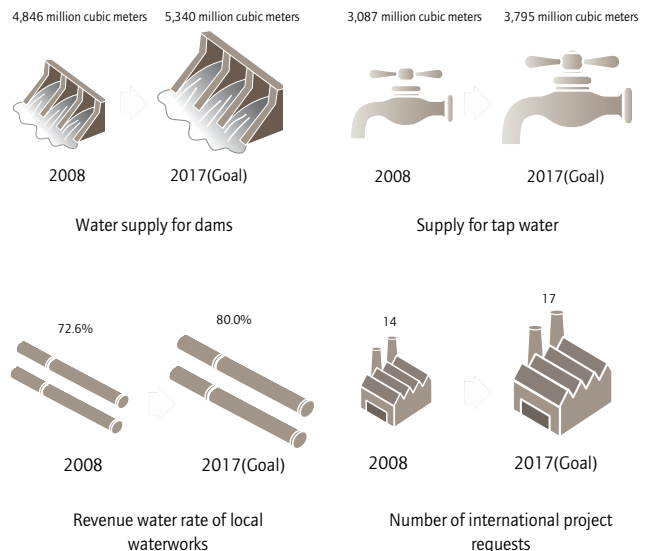 4,846 million cubic meters
5,340 million cubic meters
2008
2017(Goal)
Water supply for dams
3,087 million cubic meters
3,795 million cubic meters
2008
2017(Goal)
Supply for tap water
72.6%
80.0%
2008
2017(Goal)
Revenue water rate of local
waterworks
14
17
2008
2017(Goal)
Number of international project
requests